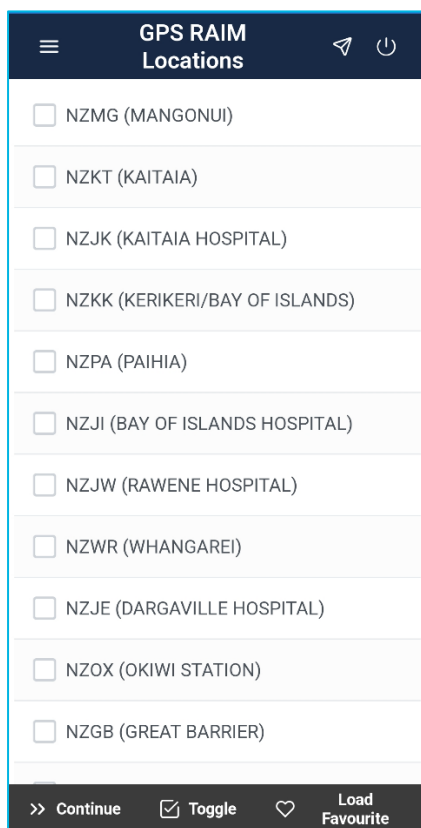 GPS RAIM
Locations
NZMG (MANGONUI)
NZKT (KAITAIA)
NZJK (KAITAIA HOSPITAL)
NZKK (KERIKERI/BAY OF ISLANDS)
NZPA (PAIHIA)
NZJI (BAY OF ISLANDS HOSPITAL)
NZJW (RAWENE HOSPITAL)
NZWR (WHANGAREI)
NZJE (DARGAVILLE HOSPITAL)
NZOX (OKIWI STATION)
NZGB (GREAT BARRIER)
Continue Toggle Load
Favourite